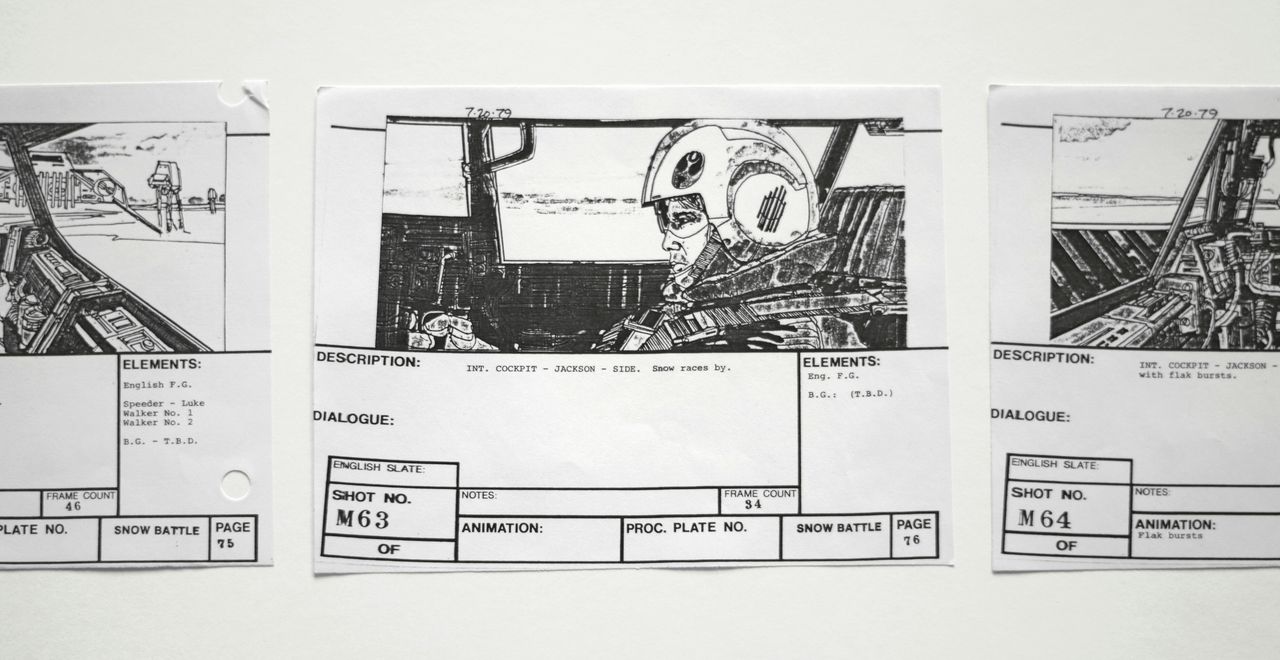 ELEMENTS:
English F.G.
Speeder - Luke
Walker No. 1
Walker No. 2
B.G. - T.B.D.
FRAME COUNT
46
PLATE NO.
SNOW BATTLE
PAGE
75
7-20-79
DESCRIPTION:
INT. COCKPIT - JACKSON - SIDE. Snow races by.
ELEMENTS:
Eng. F.G.
B.G.: (T.B.D.)
DIALOGUE:
ENGLISH SLATE:
SHOT NO.
M63
OF
NOTES:
FRAME COUNT
34
ANIMATION:
PROC. PLATE NO.
SNOW BATTLE
PAGE
76
7-20-79
DESCRIPTION:
INT. COCKPIT - JACKSON -
with flak bursts.
DIALOGUE:
ENGLISH SLATE:
SHOT NO.
M64
OF
NOTES:
ANIMATION:
Flak bursts